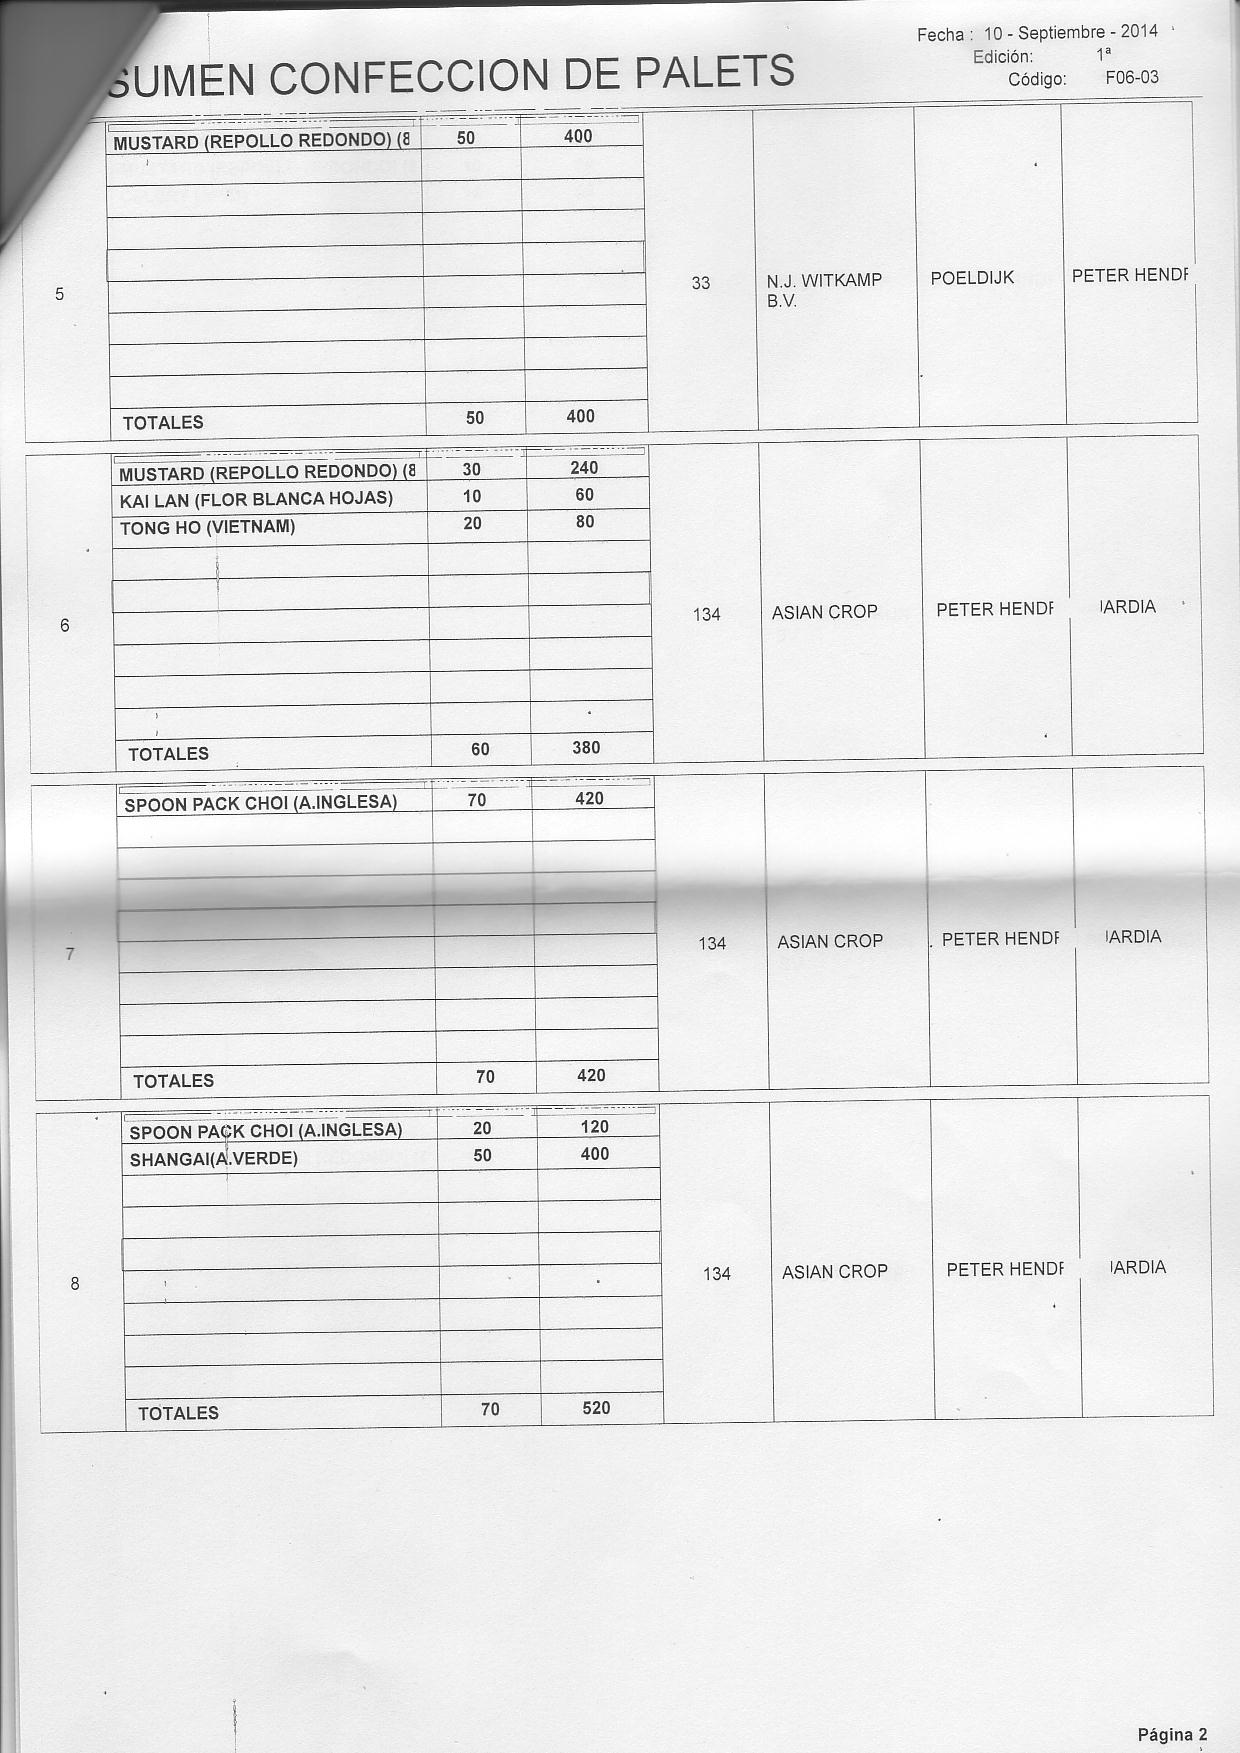 Fecha : 10 - Septiembre - 2014
Edición: 1ª
SUMEN CONFECCION DE PALETS
Código: F06-03
MUSTARD (REPOLLO REDONDO) (8 50 400
5 33 N.J. WITKAMP POELDIJK PETER HENDF
B.V.
TOTALES 50 400
MUSTARD (REPOLLO REDONDO) (8 30 240
KAI LAN (FLOR BLANCA HOJAS) 10 60
TONG HO (VIETNAM) 20 80
6 134 ASIAN CROP PETER HENDF IARDIA
TOTALES 60 380
SPOON PACK CHOI (A.INGLESA) 70 420
7 134 ASIAN CROP PETER HENDF IARDIA
TOTALES 70 420
SPOON PACK CHOI (A.INGLESA) 20 120
SHANGAI(A.VERDE) 50 400
8 134 ASIAN CROP PETER HENDF IARDIA
TOTALES 70 520
Página 2